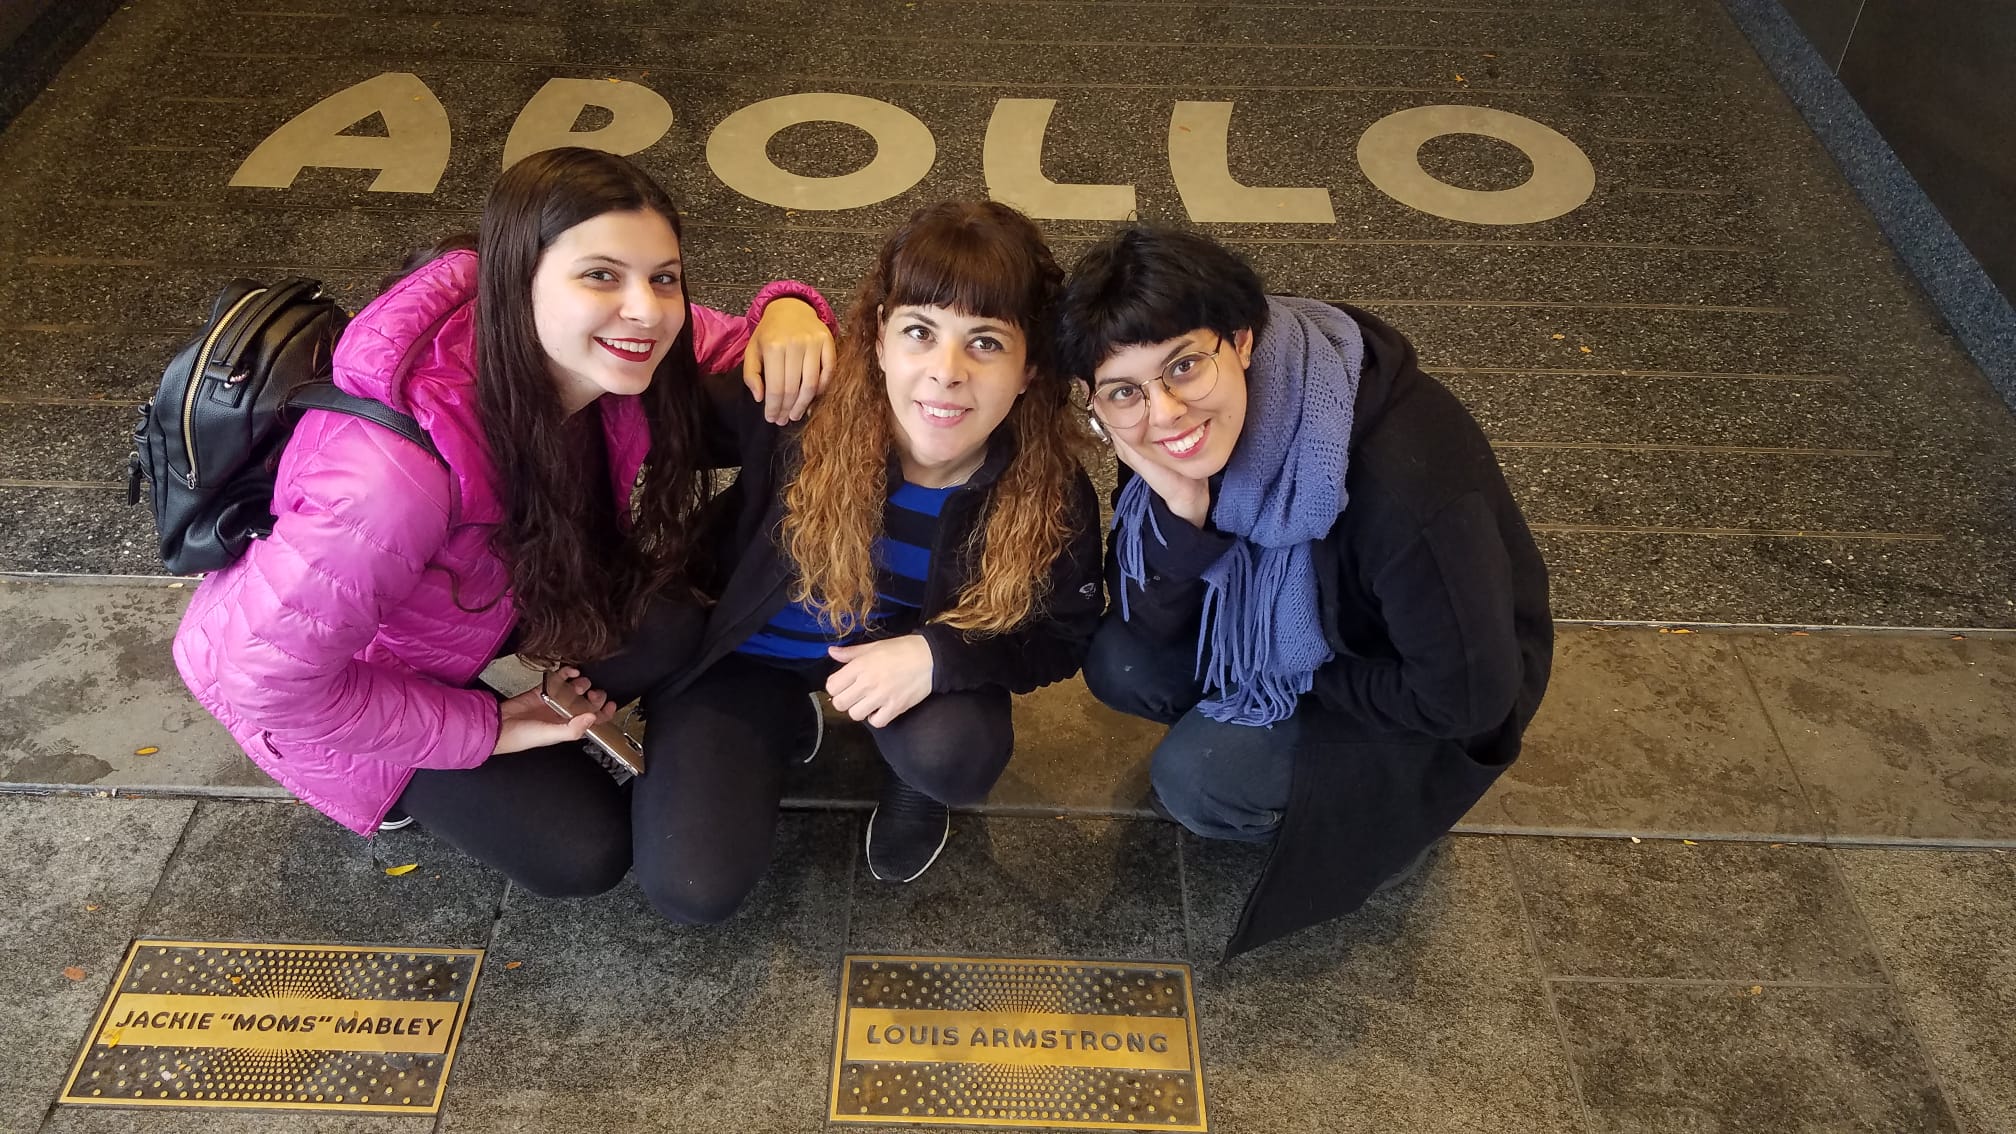 APOLLO
JACKIE "MOMS" MABLEY
LOUIS ARMSTRONG